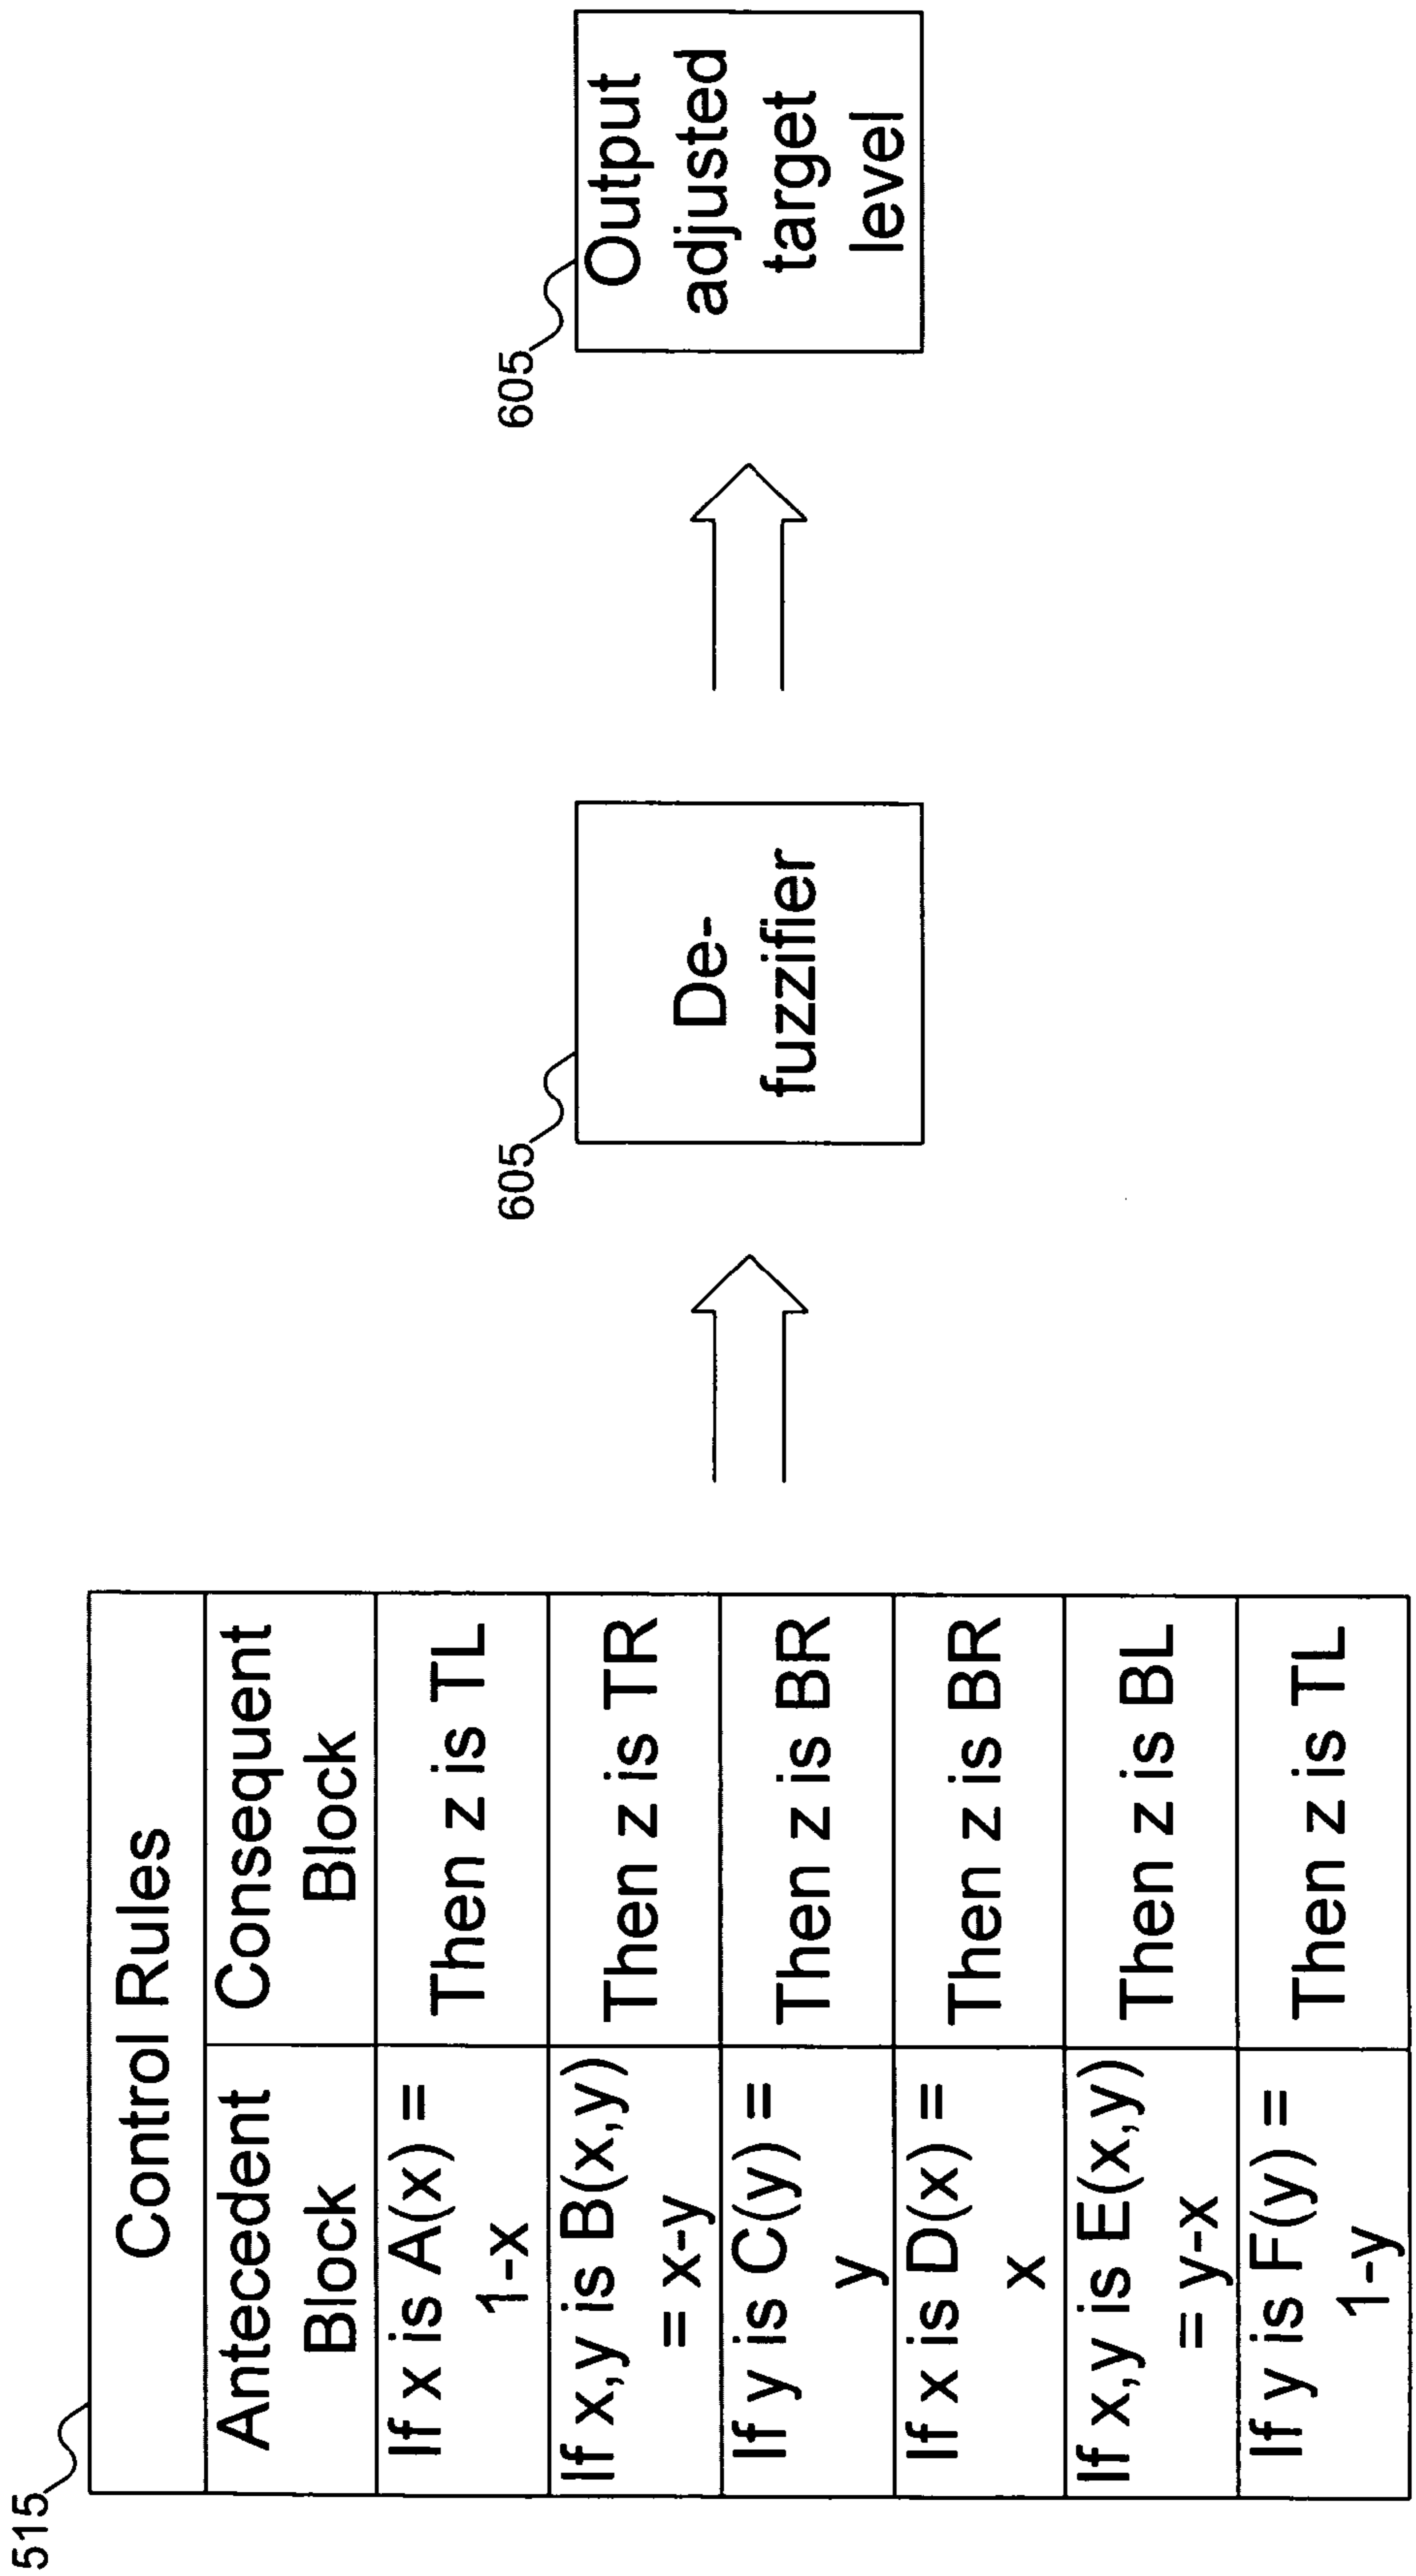 515
Control Rules
Antecedent
Block
Consequent
Block
If x is A(x) =
1-x
Then z is TL
If x,y is B(x,y)
= x-y
Then z is TR
If y is C(y) =
y
Then z is BR
If x is D(x) =
x
Then z is BR
If x,y is E(x,y)
= y-x
Then z is BL
If y is F(y) =
1-y
Then z is TL
605
De-
fuzzifier
605
Output
adjusted
target
level